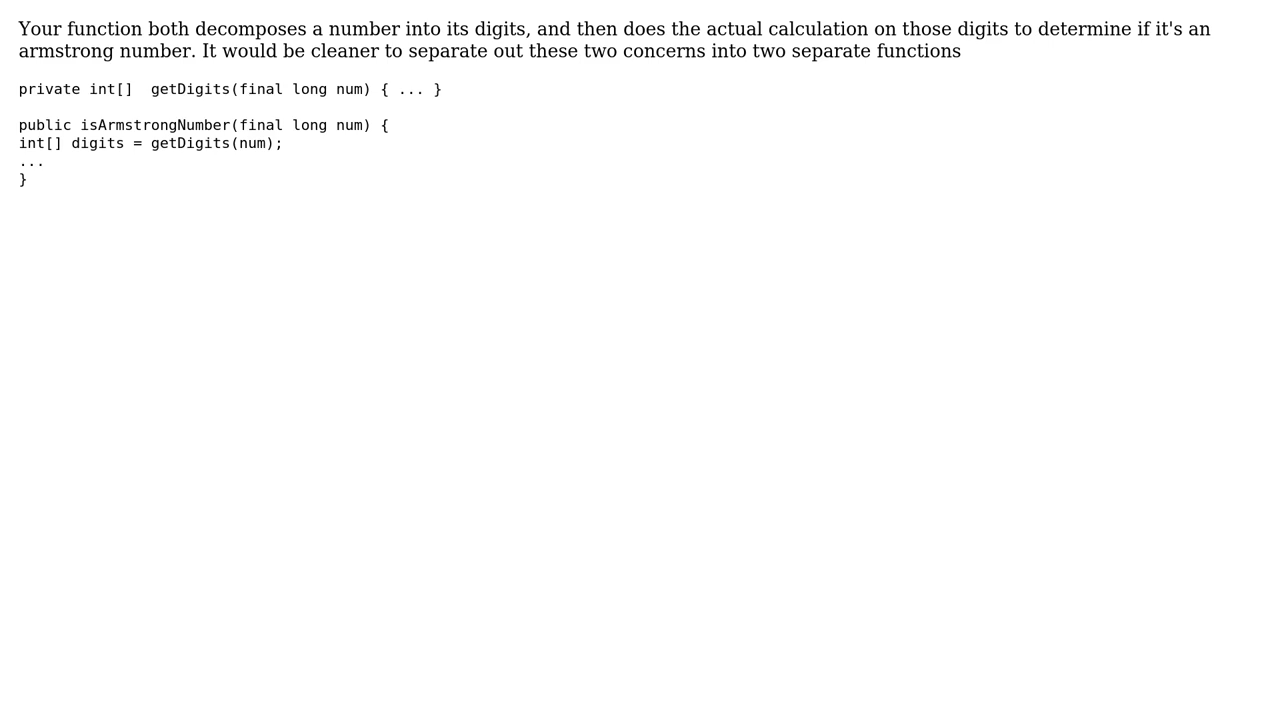 Your function both decomposes a number into its digits, and then does the actual calculation on those digits to determine if it's an
armstrong number. It would be cleaner to separate out these two concerns into two separate functions
private int[]  getDigits(final long num) { ... }
public isArmstrongNumber(final long num) {
int[] digits = getDigits(num);
...
}